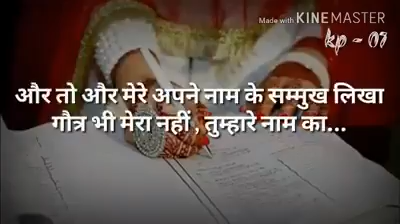 Made with KINEMASTER
kp - 07
और तो और मेरे अपने नाम के सम्मुख लिखा
गौत्र भी मेरा नहीं , तुम्हारे नाम का...